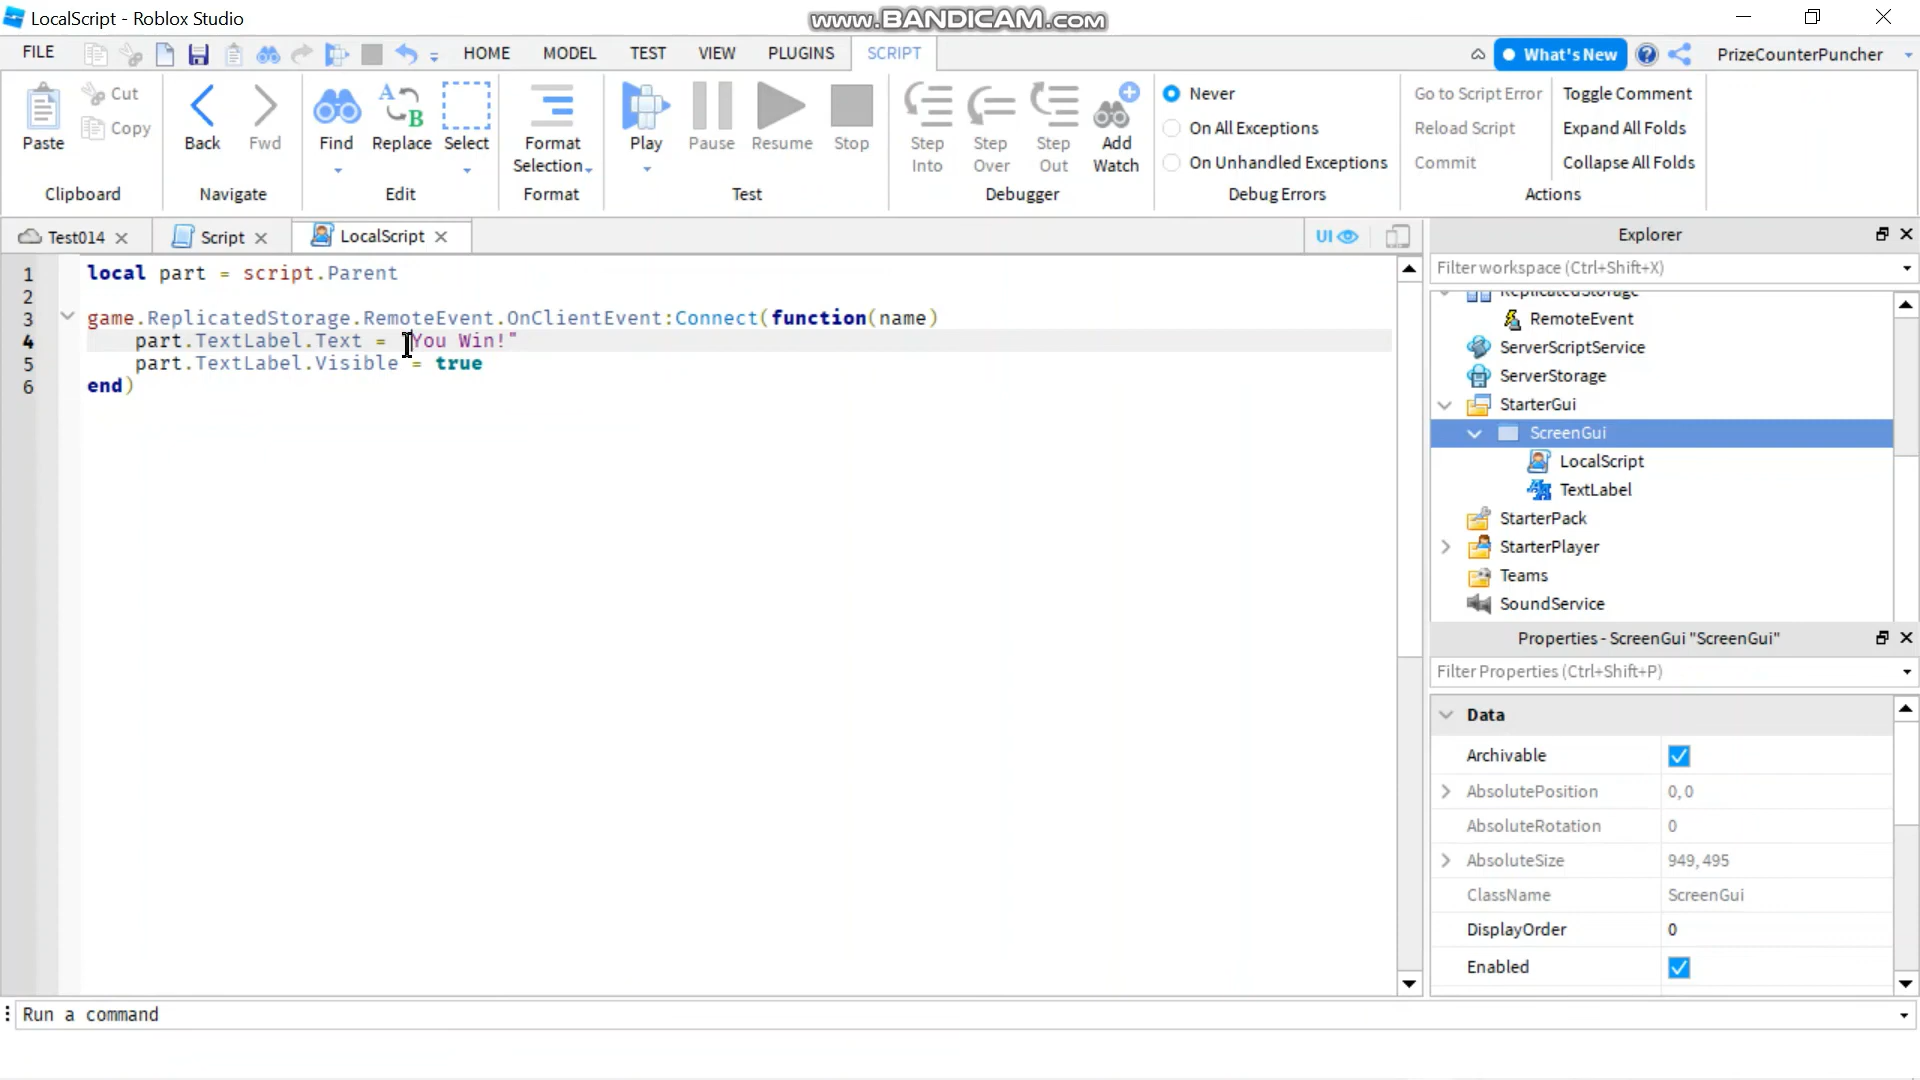 LocalScript - Roblox Studio
www.BANDICAM.com
FILE
HOME
MODEL
TEST
VIEW
PLUGINS
SCRIPT
What's New
PrizeCounterPuncher
Paste
Cut
Copy
Clipboard
Back
Fwd
Navigate
Find
Replace
Select
Edit
Format
Selection
Format
Play
Pause
Resume
Stop
Test
Step
Into
Step
Over
Step
Out
Add
Watch
Debugger
Never
On All Exceptions
On Unhandled Exceptions
Debug Errors
Go to Script Error
Reload Script
Commit
Toggle Comment
Expand All Folds
Collapse All Folds
Actions
Test014
Script
LocalScript
UI
1 local part = script.Parent
2
3 game.ReplicatedStorage.RemoteEvent.OnClientEvent:Connect(function(name)
4 part.TextLabel.Text = "You Win!"
5 part.TextLabel.Visible = true
6 end)
Explorer
Filter workspace (Ctrl+Shift+X)
ReplicatedStorage
RemoteEvent
ServerScriptService
ServerStorage
StarterGui
ScreenGui
LocalScript
TextLabel
StarterPack
StarterPlayer
Teams
SoundService
Properties - ScreenGui "ScreenGui"
Filter Properties (Ctrl+Shift+P)
Data
Archivable
AbsolutePosition 0, 0
AbsoluteRotation 0
AbsoluteSize 949, 495
ClassName ScreenGui
DisplayOrder 0
Enabled
Run a command